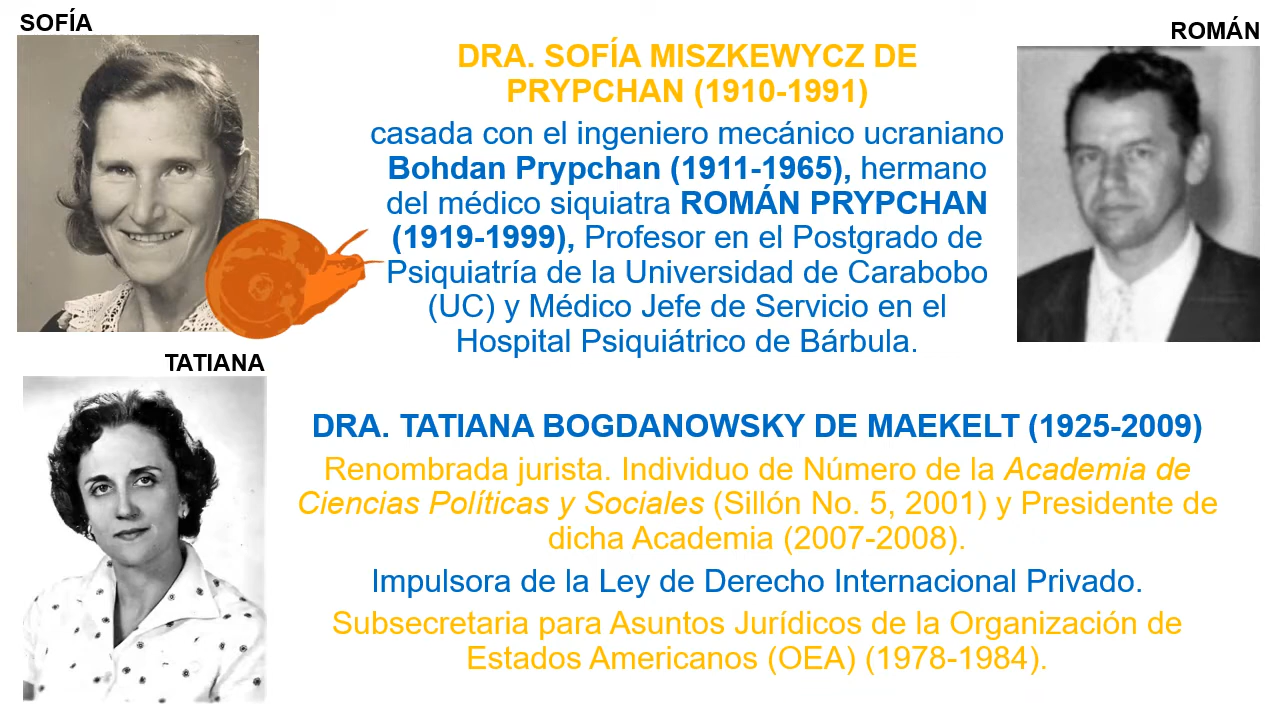 SOFÍA
DRA. SOFÍA MISZKEWYCZ DE
PRYPCHAN (1910-1991)
casada con el ingeniero mecánico ucraniano
Bohdan Prypchan (1911-1965), hermano
del médico siquiatra ROMÁN PRYPCHAN
(1919-1999), Profesor en el Postgrado de
Psiquiatría de la Universidad de Carabobo
(UC) y Médico Jefe de Servicio en el
Hospital Psiquiátrico de Bárbula.
ROMÁN
TATIANA
DRA. TATIANA BOGDANOWSKY DE MAEKELT (1925-2009)
Renombrada jurista. Individuo de Número de la Academia de
Ciencias Políticas y Sociales (Sillón No. 5, 2001) y Presidente de
dicha Academia (2007-2008).
Impulsora de la Ley de Derecho Internacional Privado.
Subsecretaria para Asuntos Jurídicos de la Organización de
Estados Americanos (OEA) (1978-1984).